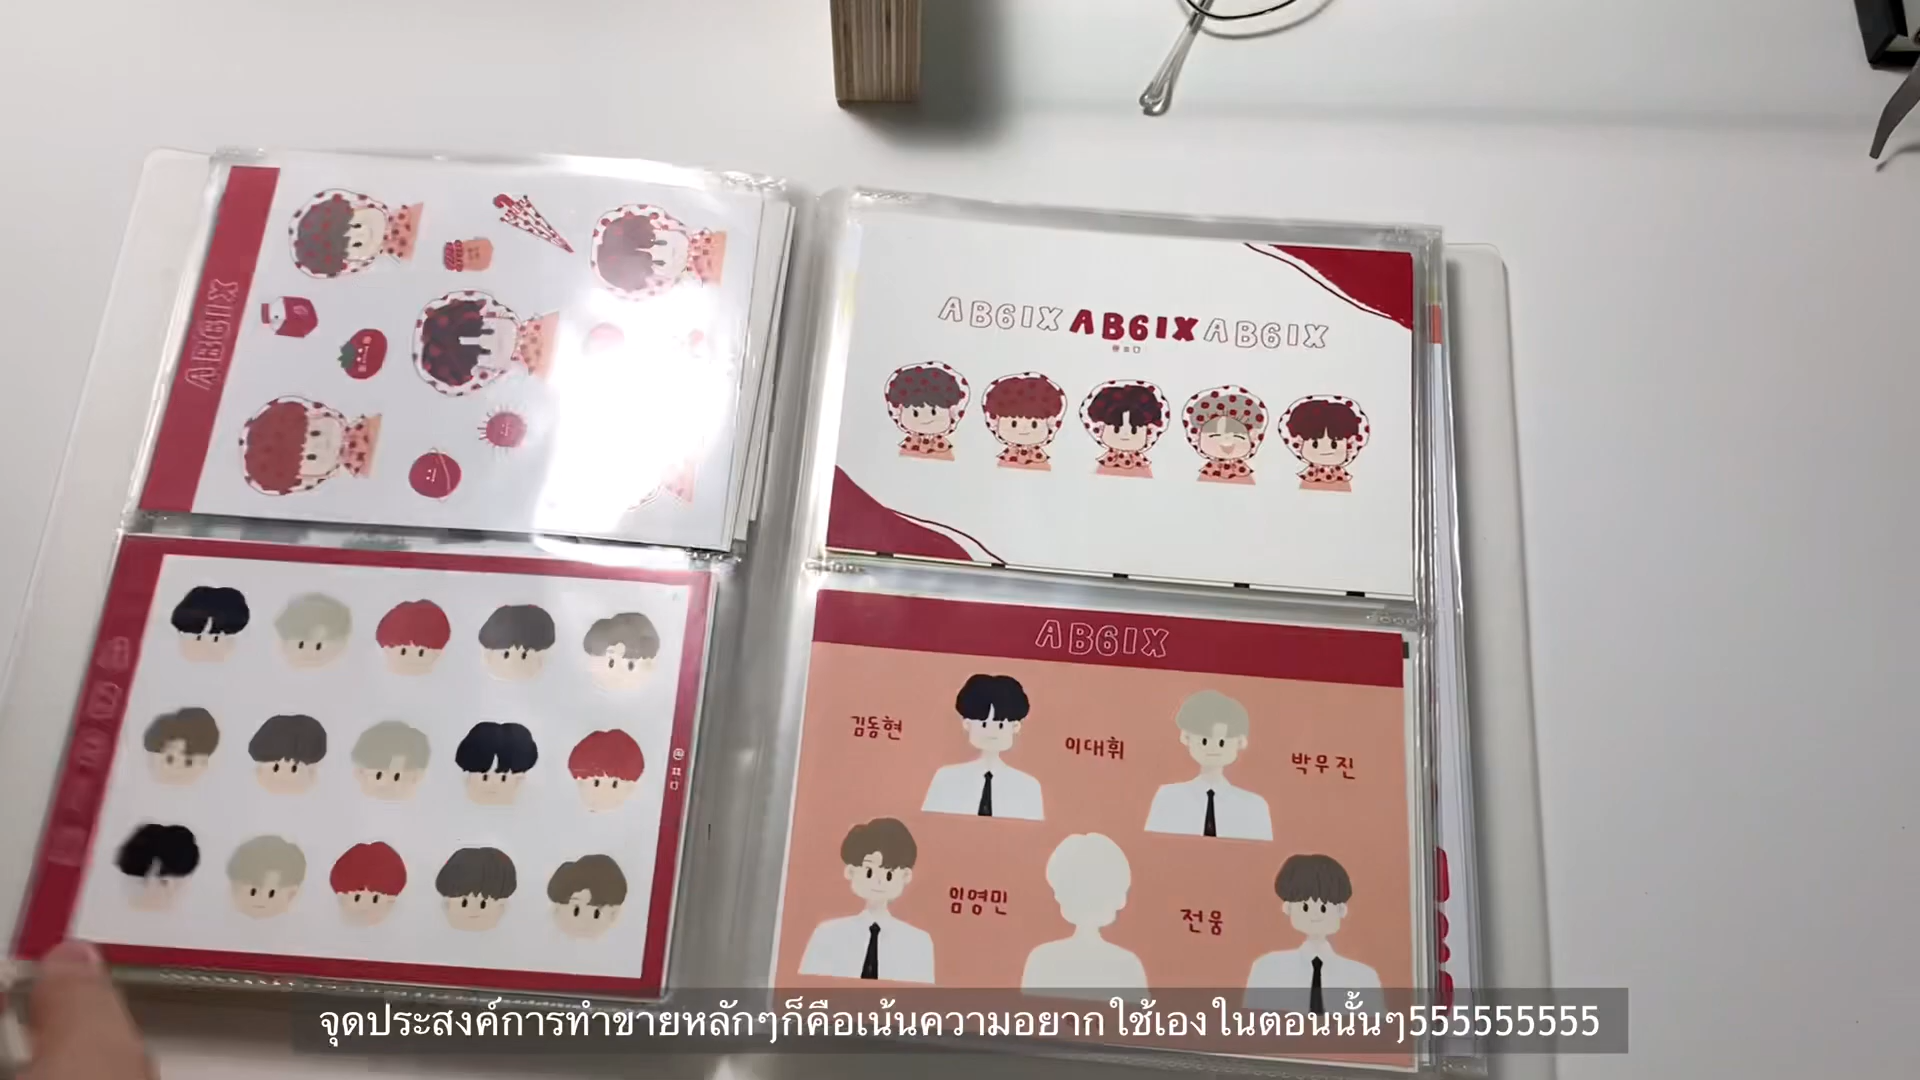 AB6IX
AB6IX AB6IX AB6IX
@ㅍㅁ
AB6IX
김동현
이대휘
박우진
임영민
전웅
จุดประสงค์การทำขายหลักๆก็คือเน้นความอยากใช้เองในตอนนั้นๆ555555555